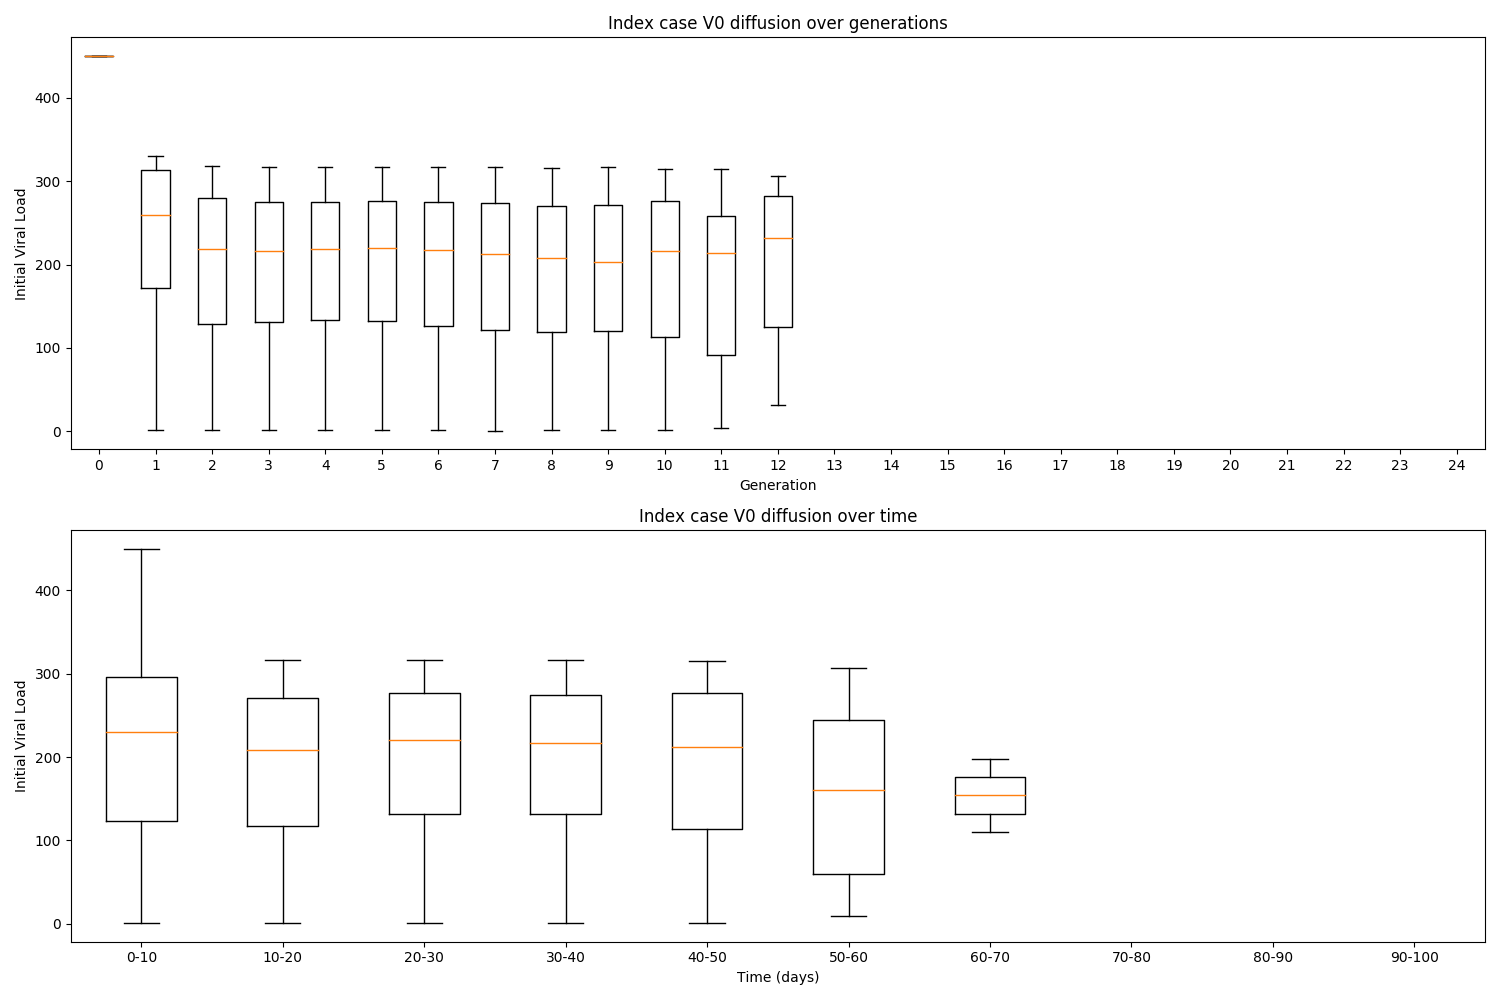 Index case V0 diffusion over generations
400
300
200
100
0
Initial Viral Load
0 1 2 3 4 5 6 7 8 9 10 11 12 13 14 15 16 17 18 19 20 21 22 23 24
Generation
Index case V0 diffusion over time
400
300
200
100
0
Initial Viral Load
0-10 10-20 20-30 30-40 40-50 50-60 60-70 70-80 80-90 90-100
Time (days)